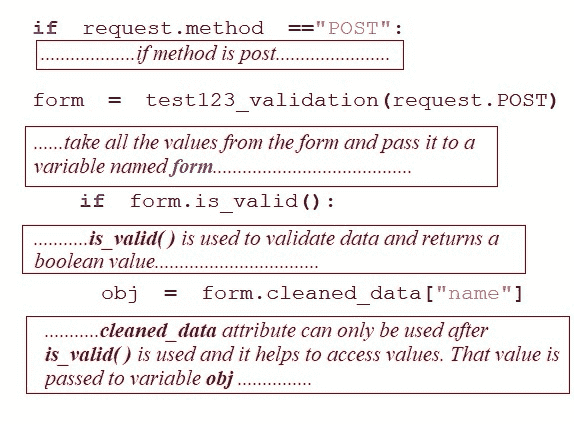 if request.method =="POST":
...................if method is post.......................
form = test123_validation(request.POST)
......take all the values from the form and pass it to a
variable named form........................................
if form.is_valid():
...........is_valid( ) is used to validate data and returns a
boolean value.................................
obj = form.cleaned_data["name"]
...........cleaned_data attribute can only be used after
is_valid( ) is used and it helps to access values. That value is
passed to variable obj ...............